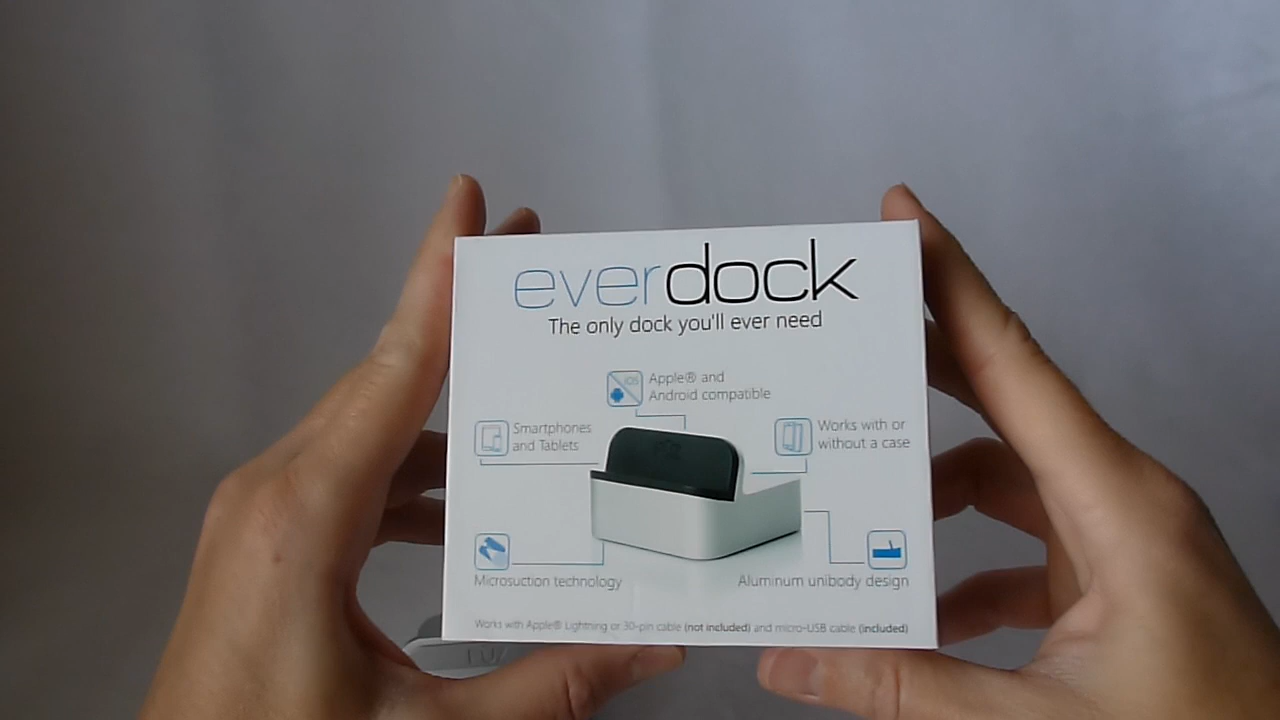 everdock
The only dock you'll ever need
iOS
Apple® and
Android compatible
Smartphones
and Tablets
Works with or
without a case
Microsuction technology
Aluminum unibody design
Works with Apple® Lightning or 30-pin cable (not included) and micro-USB cable (included)